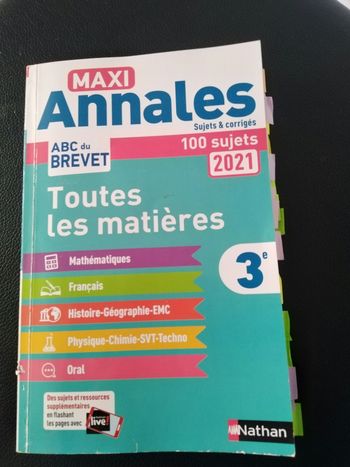 MAXI
Annales
Sujets & corrigés
ABC du
BREVET
100 sujets
2021
Toutes
les matières
3e
Mathématiques
Français
Histoire-Géographie-EMC
Physique-Chimie-SVT-Techno
Oral
Des sujets et ressources
supplémentaires
en flashant
les pages avec
live!
Nathan